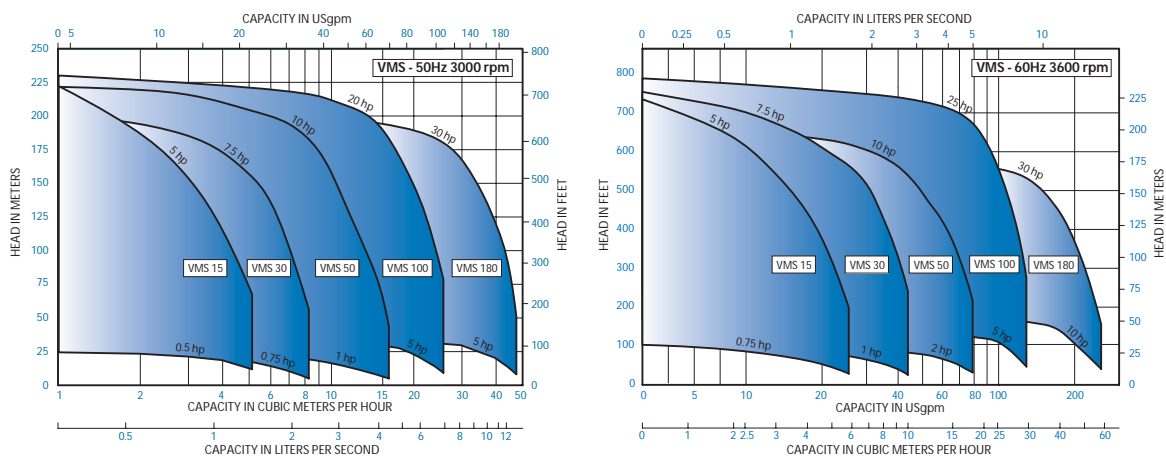 CAPACITY IN USgpm
0 5 10 20 40 60 80 100 140 180
250 225 200 175 150 125 100 75 50 25 0
HEAD IN METERS
800 700 600 500 400 300 200 100 0
HEAD IN FEET
VMS - 50Hz 3000 rpm
20 hp
30 hp
10 hp
7.5 hp
5 hp
VMS 15 VMS 30 VMS 50 VMS 100 VMS 180
0.5 hp 0.75 hp 1 hp 5 hp 5 hp
1 2 4 6 8 10 15 20 30 40 50
CAPACITY IN CUBIC METERS PER HOUR
0.5 1 2 3 4 6 8 10 12
CAPACITY IN LITERS PER SECOND
CAPACITY IN LITERS PER SECOND
0 0.25 0.5 1 2 3 4 5 10
800 700 600 500 400 300 200 100 0
HEAD IN FEET
225 200 175 150 125 100 75 50 25 0
HEAD IN METERS
VMS - 60Hz 3600 rpm
25 hp
7.5 hp
5 hp
10 hp
30 hp
VMS 15 VMS 30 VMS 50 VMS 100 VMS 180
0.75 hp 1 hp 2 hp 5 hp 10 hp
0 5 10 20 40 60 80 100 200
CAPACITY IN USgpm
0 1 2 2.5 3 4 6 8 10 15 20 25 30 40 60
CAPACITY IN CUBIC METERS PER HOUR